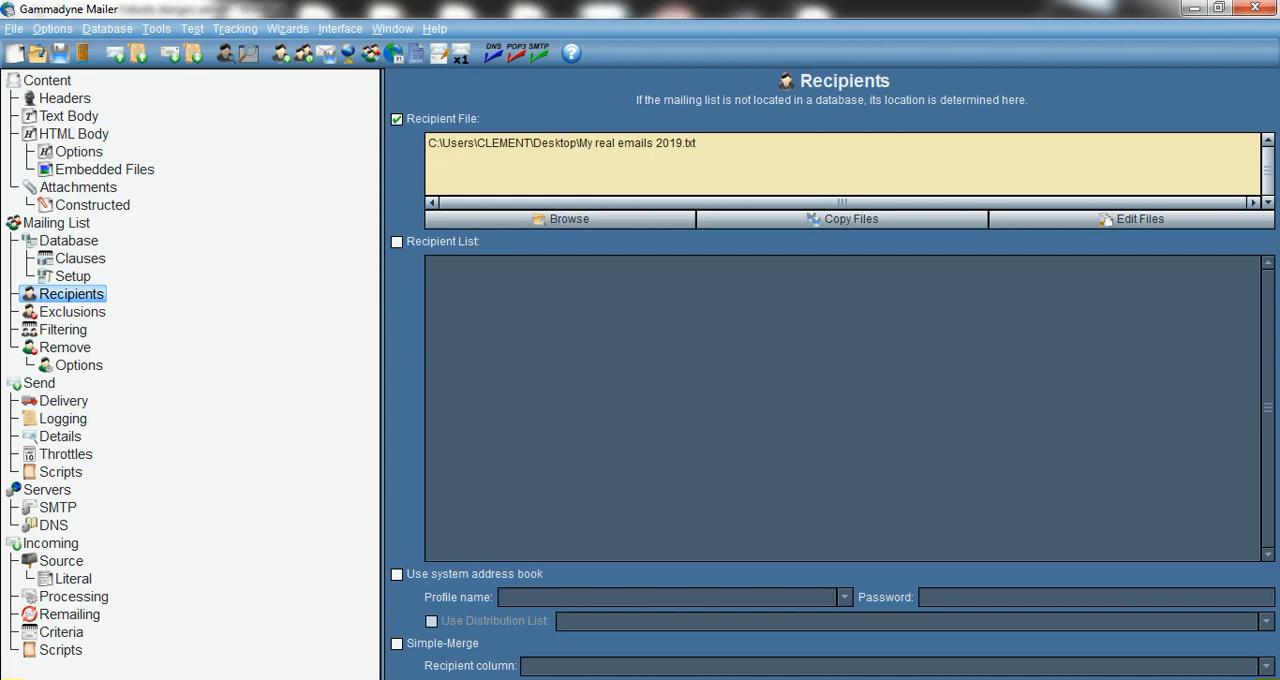 Gammadyne Mailer
File Options Database Tools Test Tracking Wizards Interface Window Help
x1 DNS POP3 SMTP
Content
Headers
Text Body
HTML Body
Options
Embedded Files
Attachments
Constructed
Mailing List
Database
Clauses
Setup
Recipients
Exclusions
Filtering
Remove
Options
Send
Delivery
Logging
Details
Throttles
Scripts
Servers
SMTP
DNS
Incoming
Source
Literal
Processing
Remailing
Criteria
Scripts
Recipients
If the mailing list is not located in a database, its location is determined here.
Recipient File:
C:\Users\CLEMENT\Desktop\My real emails 2019.txt
Browse Copy Files Edit Files
Recipient List:
Use system address book
Profile name: Password:
Use Distribution List:
Simple-Merge
Recipient column: